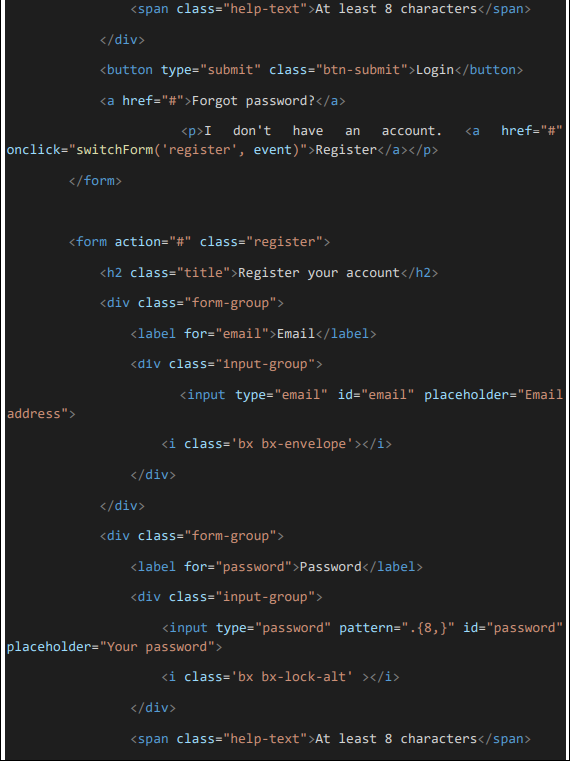 <span class="help-text">At least 8 characters</span>
</div>
<button type="submit" class="btn-submit">Login</button>
<a href="#">Forgot password?</a>
<p>I don't have an account. <a href="#"
onclick="switchForm('register', event)">Register</a></p>
</form>
<form action="#" class="register">
<h2 class="title">Register your account</h2>
<div class="form-group">
<label for="email">Email</label>
<div class="input-group">
<input type="email" id="email" placeholder="Email
address">
<i class='bx bx-envelope'></i>
</div>
</div>
<div class="form-group">
<label for="password">Password</label>
<div class="input-group">
<input type="password" pattern=".{8,}" id="password"
placeholder="Your password">
<i class='bx bx-lock-alt' ></i>
</div>
<span class="help-text">At least 8 characters</span>